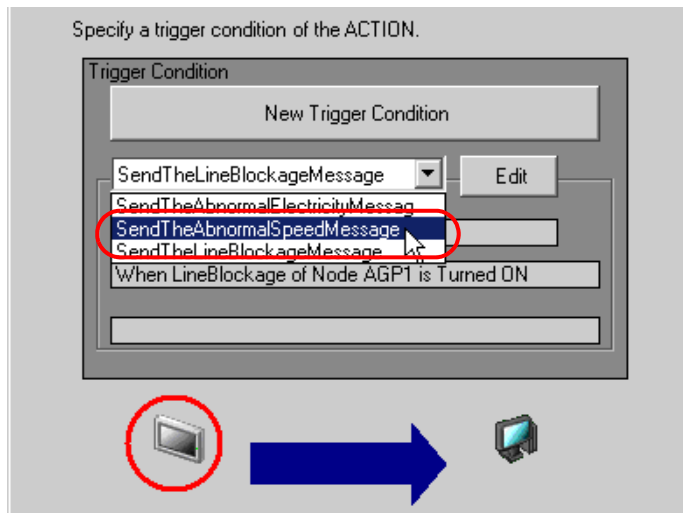 Specify a trigger condition of the ACTION.
Trigger Condition
New Trigger Condition
SendTheLineBlockageMessage
Edit
SendTheAbnormalElectricityMessag
SendTheAbnormalSpeedMessage
SendTheLineBlockageMessage
When LineBlockage of Node AGP1 is Turned ON